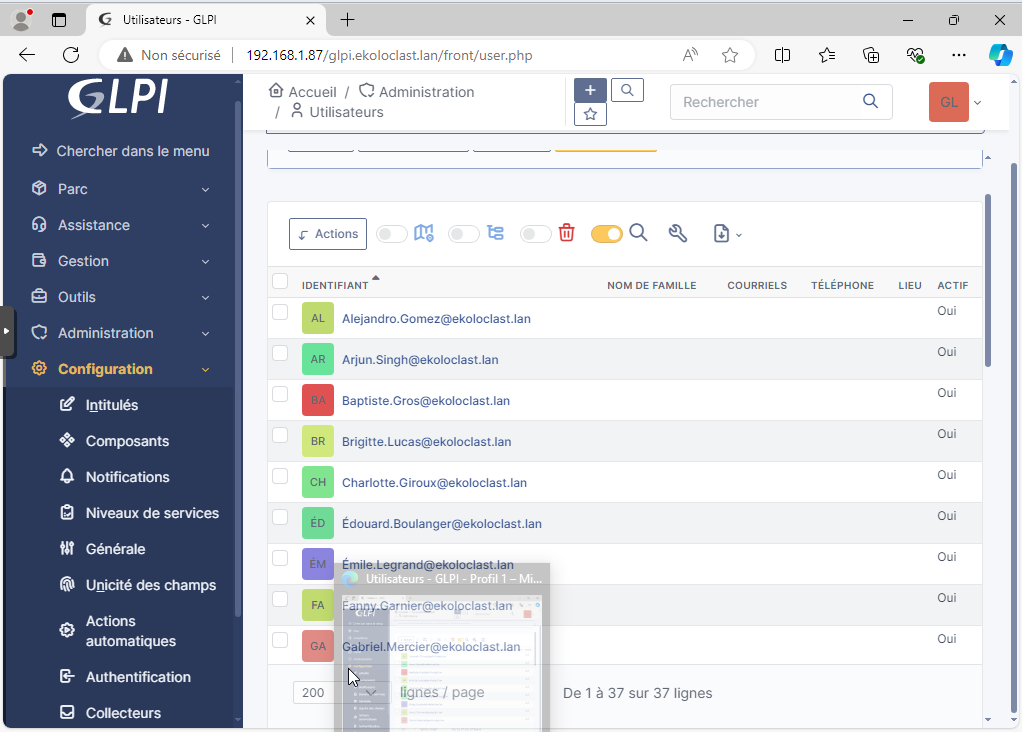 Utilisateurs - GLPI
Non sécurisé
192.168.1.87/glpi.ekoloclast.lan/front/user.php
GLPI
Accueil / Administration
/ Utilisateurs
Rechercher
GL
Chercher dans le menu
Parc
Assistance
Gestion
Outils
Administration
Configuration
Intitulés
Composants
Notifications
Niveaux de services
Générale
Unicité des champs
Actions
automatiques
Authentification
Collecteurs
Actions
IDENTIFIANT NOM DE FAMILLE COURRIELS TÉLÉPHONE LIEU ACTIF
AL Alejandro.Gomez@ekoloclast.lan Oui
AR Arjun.Singh@ekoloclast.lan Oui
BA Baptiste.Gros@ekoloclast.lan Oui
BR Brigitte.Lucas@ekoloclast.lan Oui
CH Charlotte.Giroux@ekoloclast.lan Oui
ÉD Édouard.Boulanger@ekoloclast.lan Oui
ÉM Émile.Legrand@ekoloclast.lan Oui
Utilisateurs - GLPI - Profil 1 – Mi...
FA Fanny.Garnier@ekoloclast.lan Oui
GA Gabriel.Mercier@ekoloclast.lan Oui
200 lignes / page De 1 à 37 sur 37 lignes